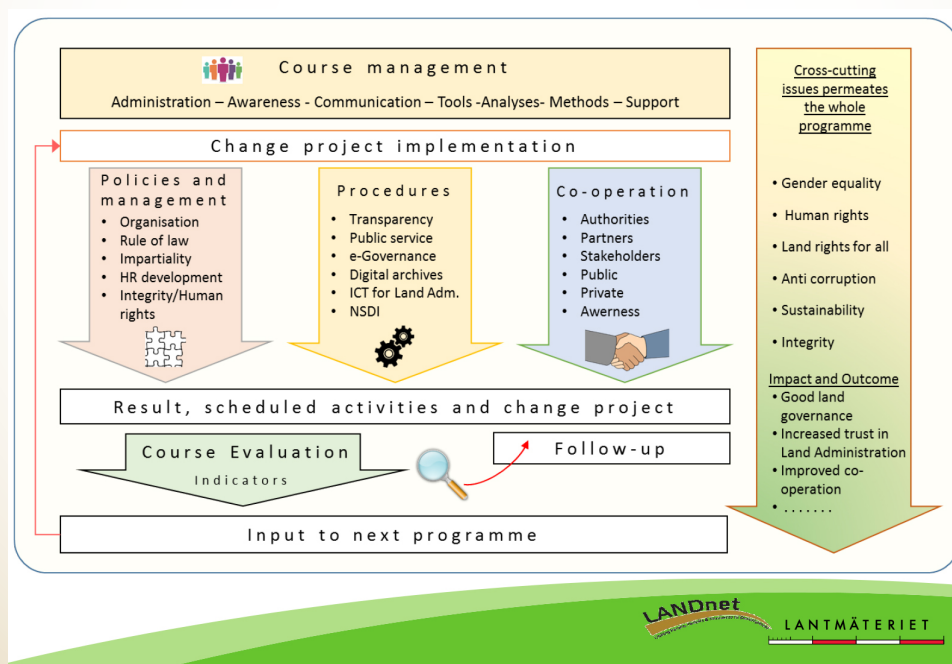 Course management
Administration – Awareness - Communication – Tools -Analyses- Methods – Support
Change project implementation
Policies and
management
• Organisation
• Rule of law
• Impartiality
• HR development
• Integrity/Human
rights
Procedures
• Transparency
• Public service
• e-Governance
• Digital archives
• ICT for Land Adm.
• NSDI
Co-operation
• Authorities
• Partners
• Stakeholders
• Public
• Private
• Awerness
Result, scheduled activities and change project
Course Evaluation
Indicators
Follow-up
Input to next programme
Cross-cutting
issues permeates
the whole
programme
• Gender equality
• Human rights
• Land rights for all
• Anti corruption
• Sustainability
• Integrity
Impact and Outcome
• Good land
governance
• Increased trust in
Land Administration
• Improved co-
operation
• . . . . . . .
LANDnet
LANTMÄTERIET